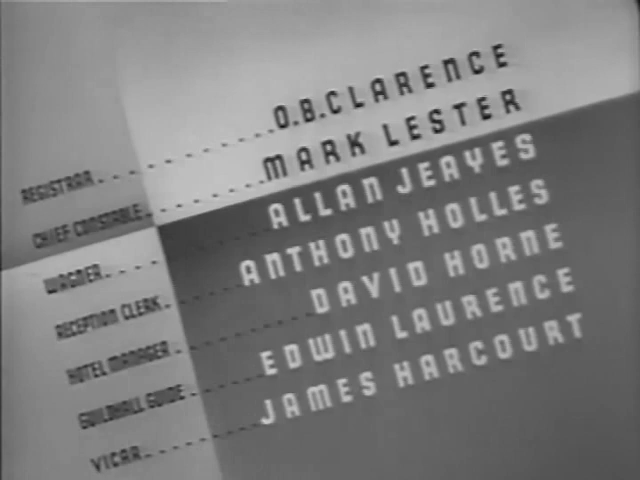 REGISTRAR......... O.B.CLARENCE
CHIEF CONSTABLE......... MARK LESTER
WAGNER......... ALLAN JEAYES
RECEPTION CLERK......... ANTHONY HOLLES
HOTEL MANAGER......... DAVID HORNE
GUILDHALL GUIDE......... EDWIN LAURENCE
VICAR......... JAMES HARCOURT